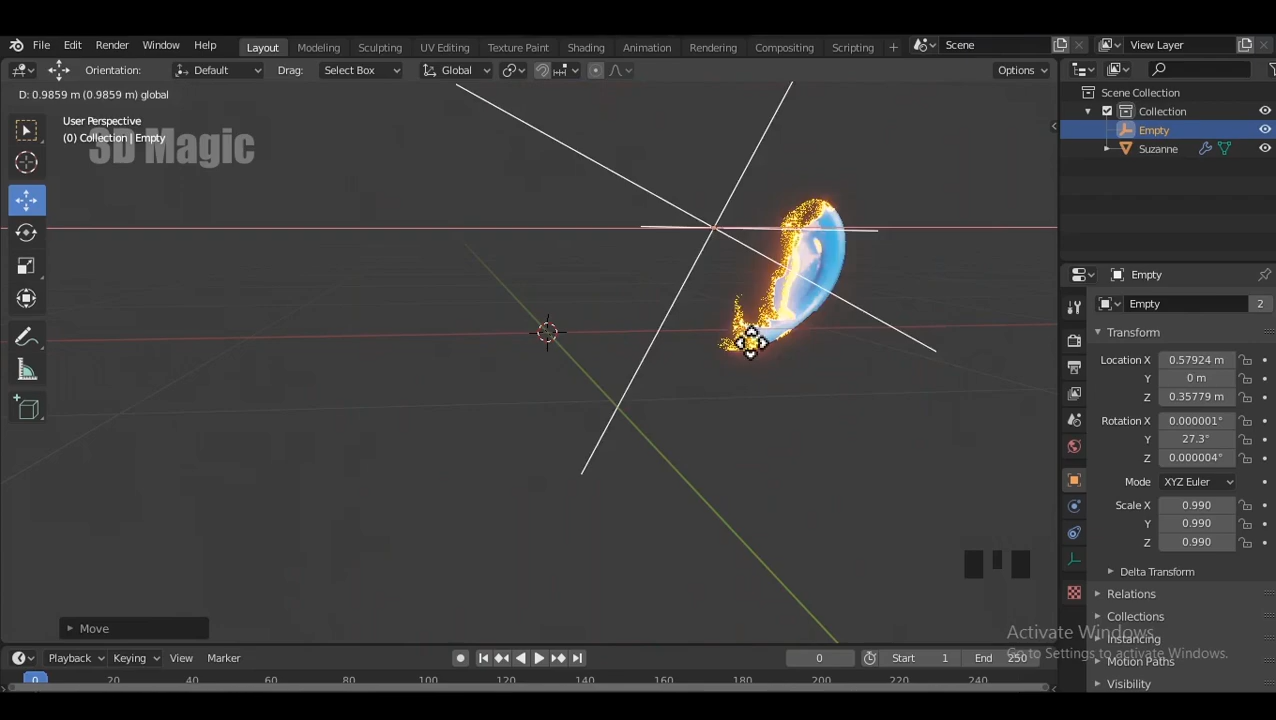 File Edit Render Window Help Layout Modeling Sculpting UV Editing Texture Paint Shading Animation Rendering Compositing Scripting + Scene View Layer
Orientation: Default Drag: Select Box Global Options
D: 0.9859 m (0.9859 m) global
User Perspective
(0) Collection | Empty
3D Magic
Scene Collection
Collection
Empty
Suzanne
Empty
Empty 2
Transform
Location X 0.57924 m
Y 0 m
Z 0.35779 m
Rotation X 0.000001°
Y 27.3°
Z 0.000004°
Mode XYZ Euler
Scale X 0.990
Y 0.990
Z 0.990
Delta Transform
Relations
Collections
Instancing
Motion Paths
Visibility
Activate Windows
Go to Settings to activate Windows.
Move
Playback Keying View Marker 0 Start 1 End 250
0 20 40 60 80 100 120 140 160 180 200 220 240